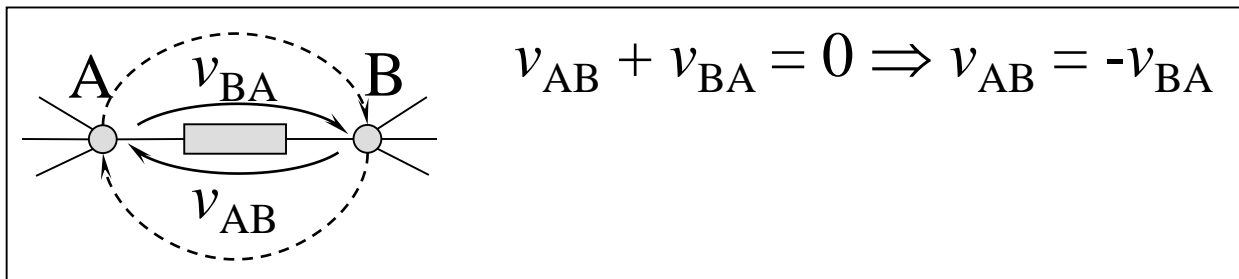 A
B
v_BA
v_AB
v_AB + v_BA = 0 ⇒ v_AB = -v_BA